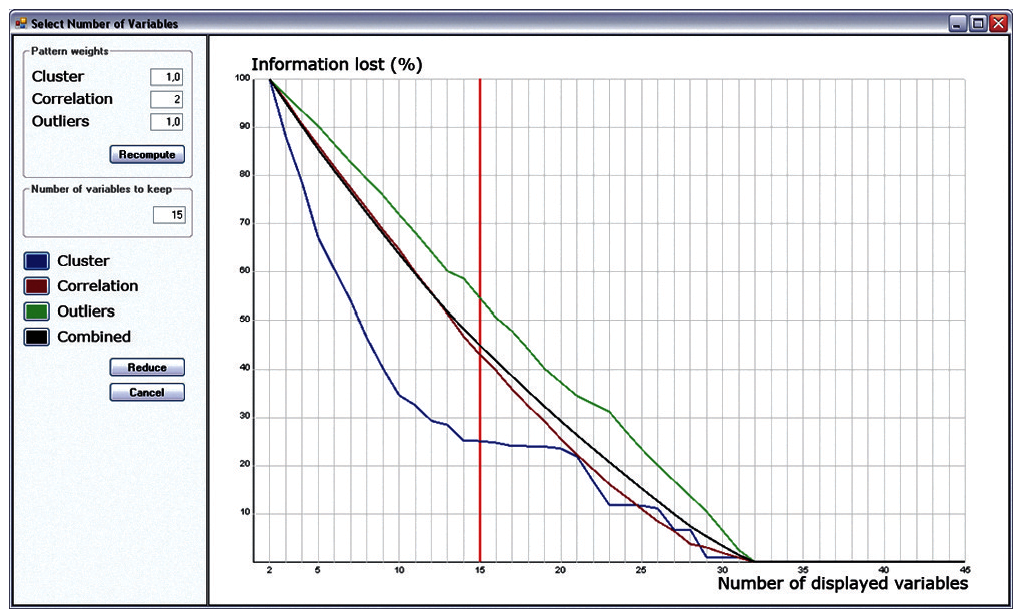 Select Number of Variables
Pattern weights
Cluster 1,0
Correlation 2
Outliers 1,0
Recompute
Number of variables to keep
15
Cluster
Correlation
Outliers
Combined
Reduce
Cancel
Information lost (%)
100
90
80
70
60
50
40
30
20
10
2 5 10 15 20 25 30 35 40 45
Number of displayed variables